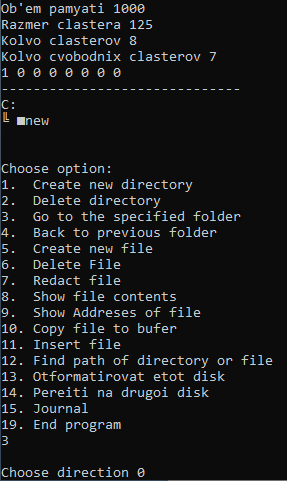 Ob'em pamyati 1000
Razmer clastera 125
Kolvo clasterov 8
Kolvo cvobodnix clasterov 7
1 0 0 0 0 0 0 0
-----------------------------
C:
╚ ■new
Choose option:
1.  Create new directory
2.  Delete directory
3.  Go to the specified folder
4.  Back to previous folder
5.  Create new file
6.  Delete File
7.  Redact file
8.  Show file contents
9.  Show Addreses of file
10. Copy file to bufer
11. Insert file
12. Find path of directory or file
13. Otformatirovat etot disk
14. Pereiti na drugoi disk
15. Journal
19. End program
3
Choose direction 0